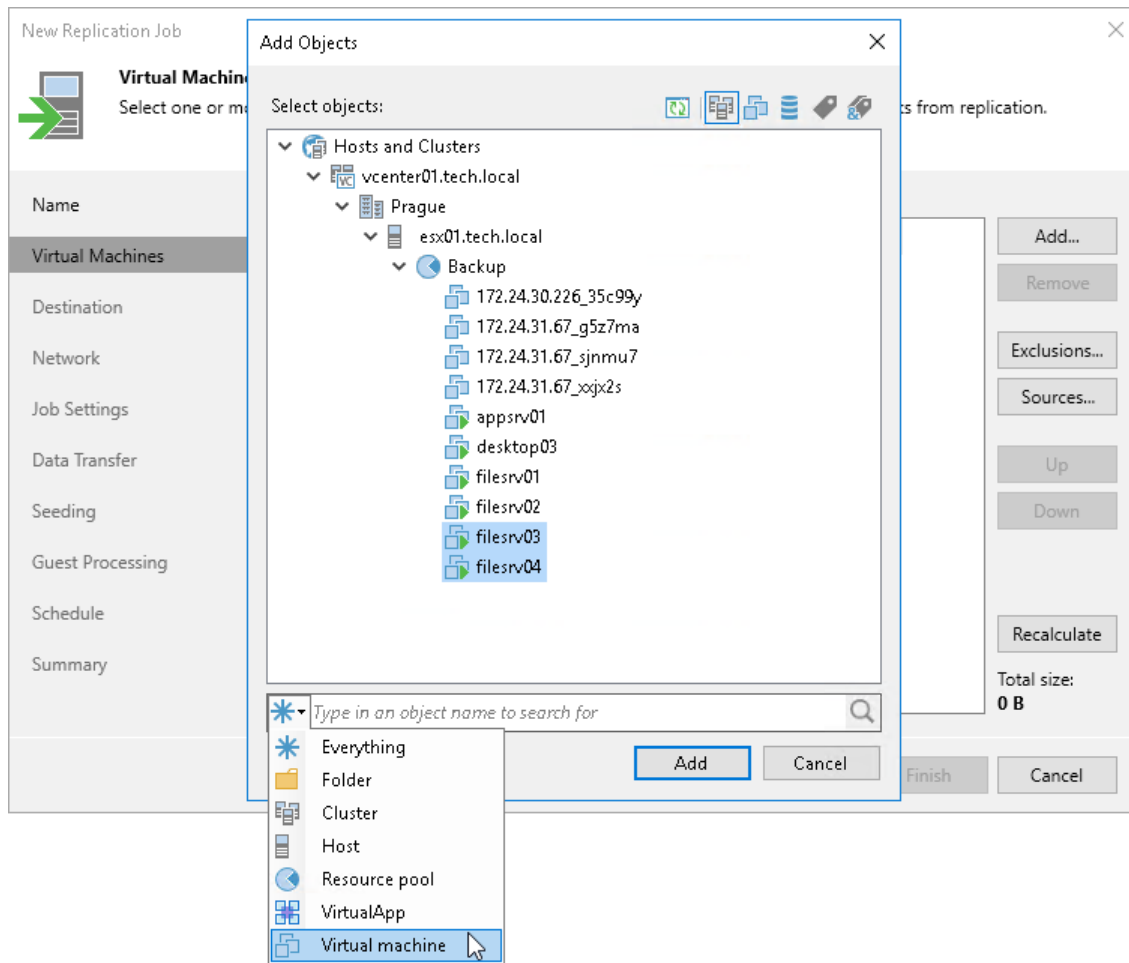 New Replication Job
Virtual Machin
Select one or m
ts from replication.
Name
Virtual Machines
Destination
Network
Job Settings
Data Transfer
Seeding
Guest Processing
Schedule
Summary
Add Objects
Select objects:
Hosts and Clusters
VC vcenter01.tech.local
Prague
esx01.tech.local
Backup
172.24.30.226_35c99y
172.24.31.67_g5z7ma
172.24.31.67_sjnmu7
172.24.31.67_xxjx2s
appsrv01
desktop03
filesrv01
filesrv02
filesrv03
filesrv04
Type in an object name to search for
Everything
Folder
Cluster
Host
Resource pool
VirtualApp
Virtual machine
Add
Cancel
Add...
Remove
Exclusions...
Sources...
Up
Down
Recalculate
Total size:
0 B
Finish
Cancel